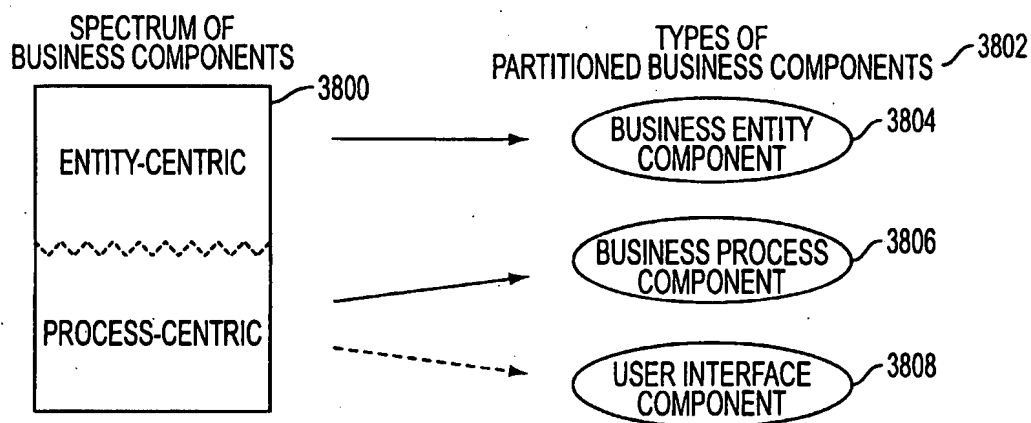 SPECTRUM OF
BUSINESS COMPONENTS
3800
ENTITY-CENTRIC
PROCESS-CENTRIC
TYPES OF
PARTITIONED BUSINESS COMPONENTS
3802
BUSINESS ENTITY
COMPONENT
3804
BUSINESS PROCESS
COMPONENT
3806
USER INTERFACE
COMPONENT
3808